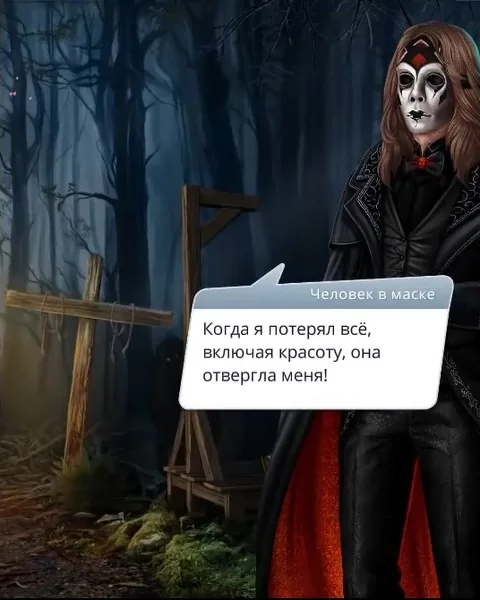 Человек в маске
Когда я потерял всё,
включая красоту, она
отвергла меня!